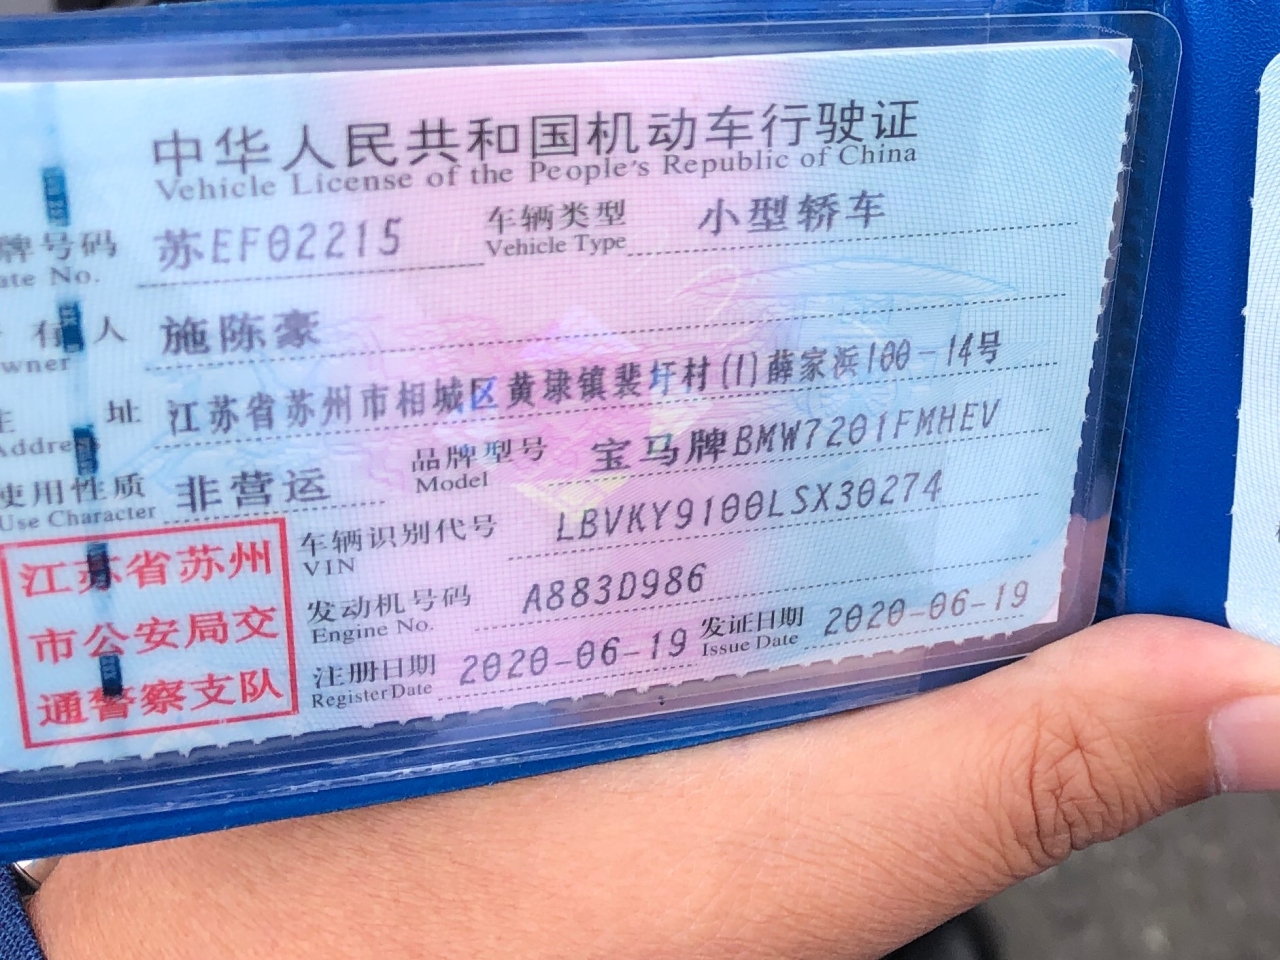 中华人民共和国机动车行驶证
Vehicle License of the People's Republic of China
牌号码 苏EF02215 车辆类型 小型轿车
ate No. Vehicle Type
有人 施陈豪
wner
址 江苏省苏州市相城区黄埭镇裴圩村(1)薛家浜100-14号
Address
使用性质 非营运 品牌型号 宝马牌BMW7201FMHEV
Use Character Model
车辆识别代号 LBVKY9100LSX30274
VIN
发动机号码 A883D986
Engine No.
注册日期 2020-06-19 发证日期 2020-06-19
Register Date Issue Date
江苏省苏州
市公安局交
通警察支队